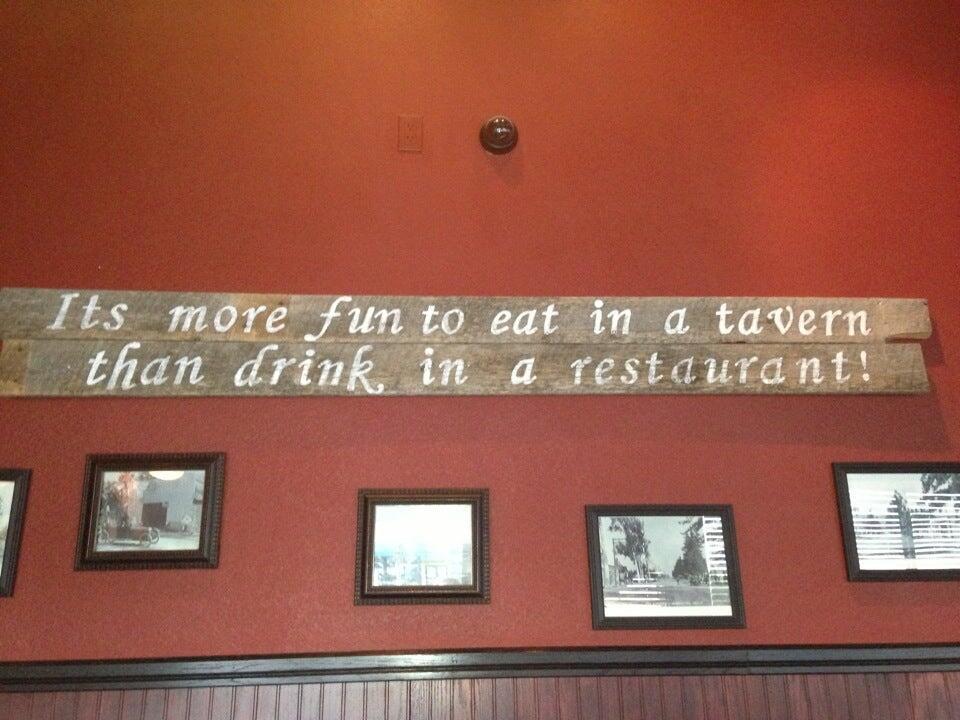 Its more fun to eat in a tavern
than drink in a restaurant!